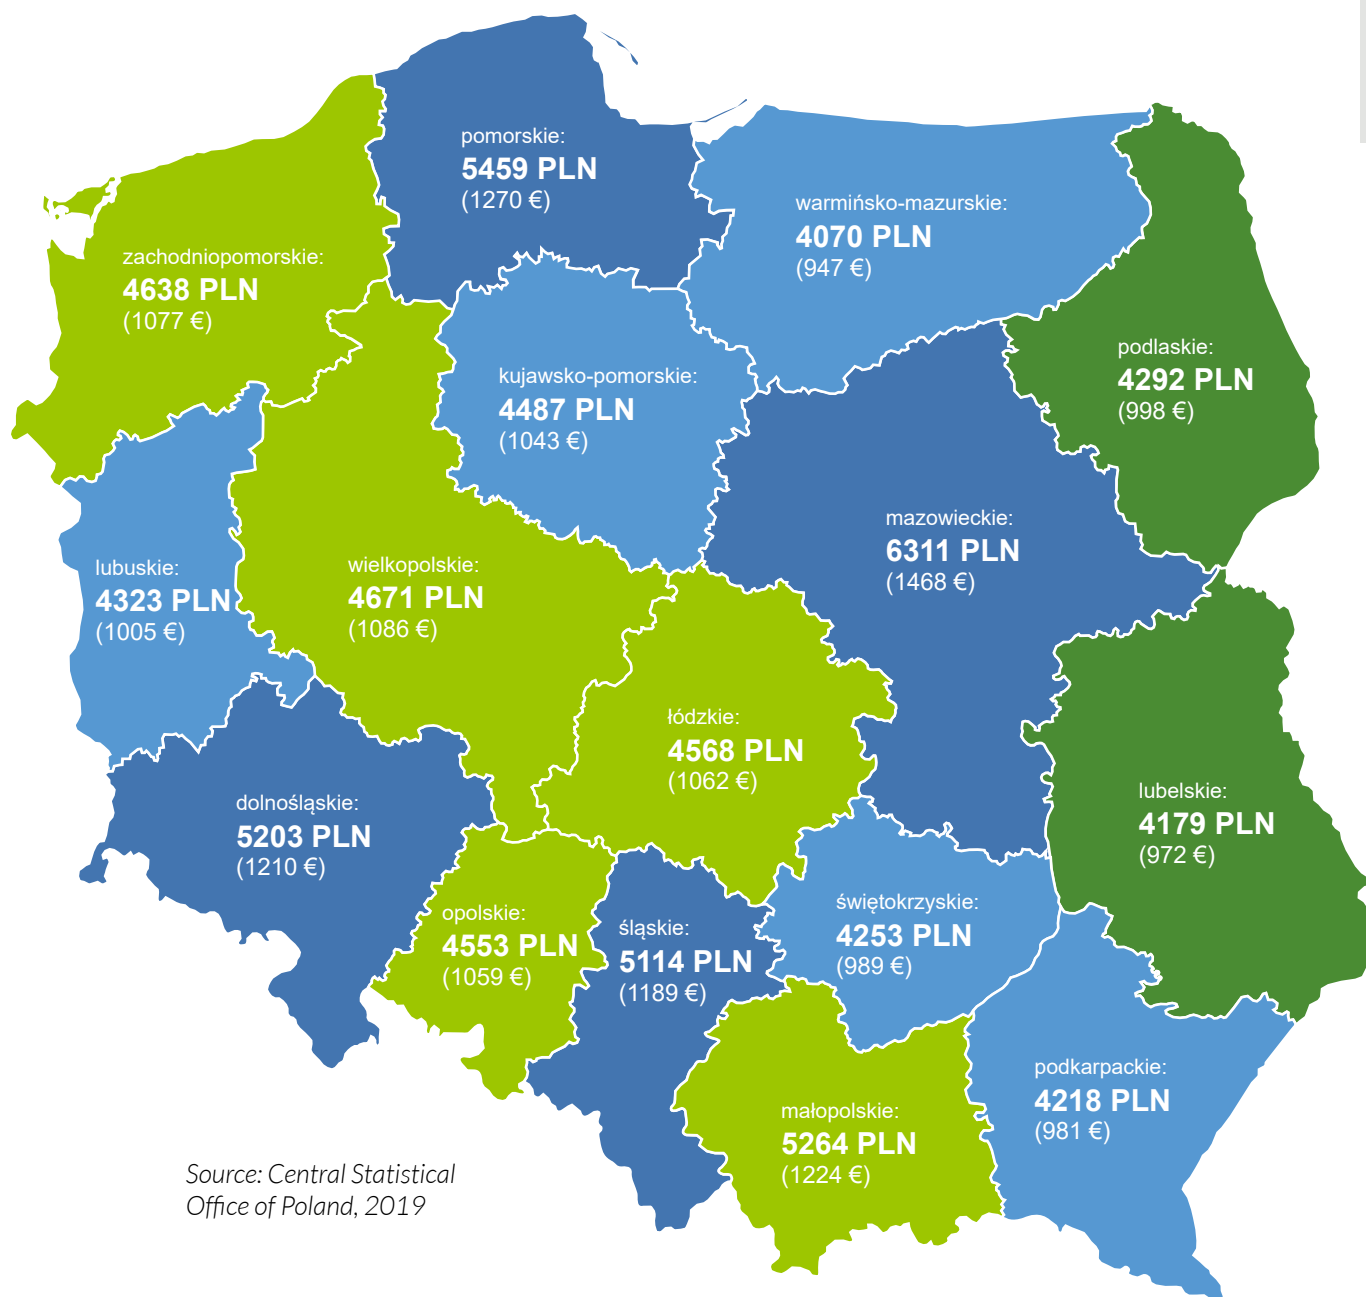 pomorskie:
5459 PLN
(1270 €)
warmińsko-mazurskie:
4070 PLN
(947 €)
zachodniopomorskie:
4638 PLN
(1077 €)
podlaskie:
4292 PLN
(998 €)
kujawsko-pomorskie:
4487 PLN
(1043 €)
mazowieckie:
6311 PLN
(1468 €)
lubuskie:
4323 PLN
(1005 €)
wielkopolskie:
4671 PLN
(1086 €)
łódzkie:
4568 PLN
(1062 €)
lubelskie:
4179 PLN
(972 €)
dolnośląskie:
5203 PLN
(1210 €)
opolskie:
4553 PLN
(1059 €)
śląskie:
5114 PLN
(1189 €)
świętokrzyskie:
4253 PLN
(989 €)
podkarpackie:
4218 PLN
(981 €)
małopolskie:
5264 PLN
(1224 €)
Source: Central Statistical
Office of Poland, 2019